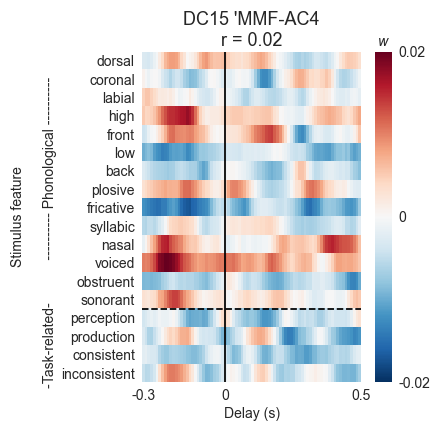 DC15 'MMF-AC4
r = 0.02
w
Stimulus feature
---------- Phonological ----------
-Task-related-
dorsal
coronal
labial
high
front
low
back
plosive
fricative
syllabic
nasal
voiced
obstruent
sonorant
perception
production
consistent
inconsistent
0.02
0
-0.02
-0.3
0
0.5
Delay (s)